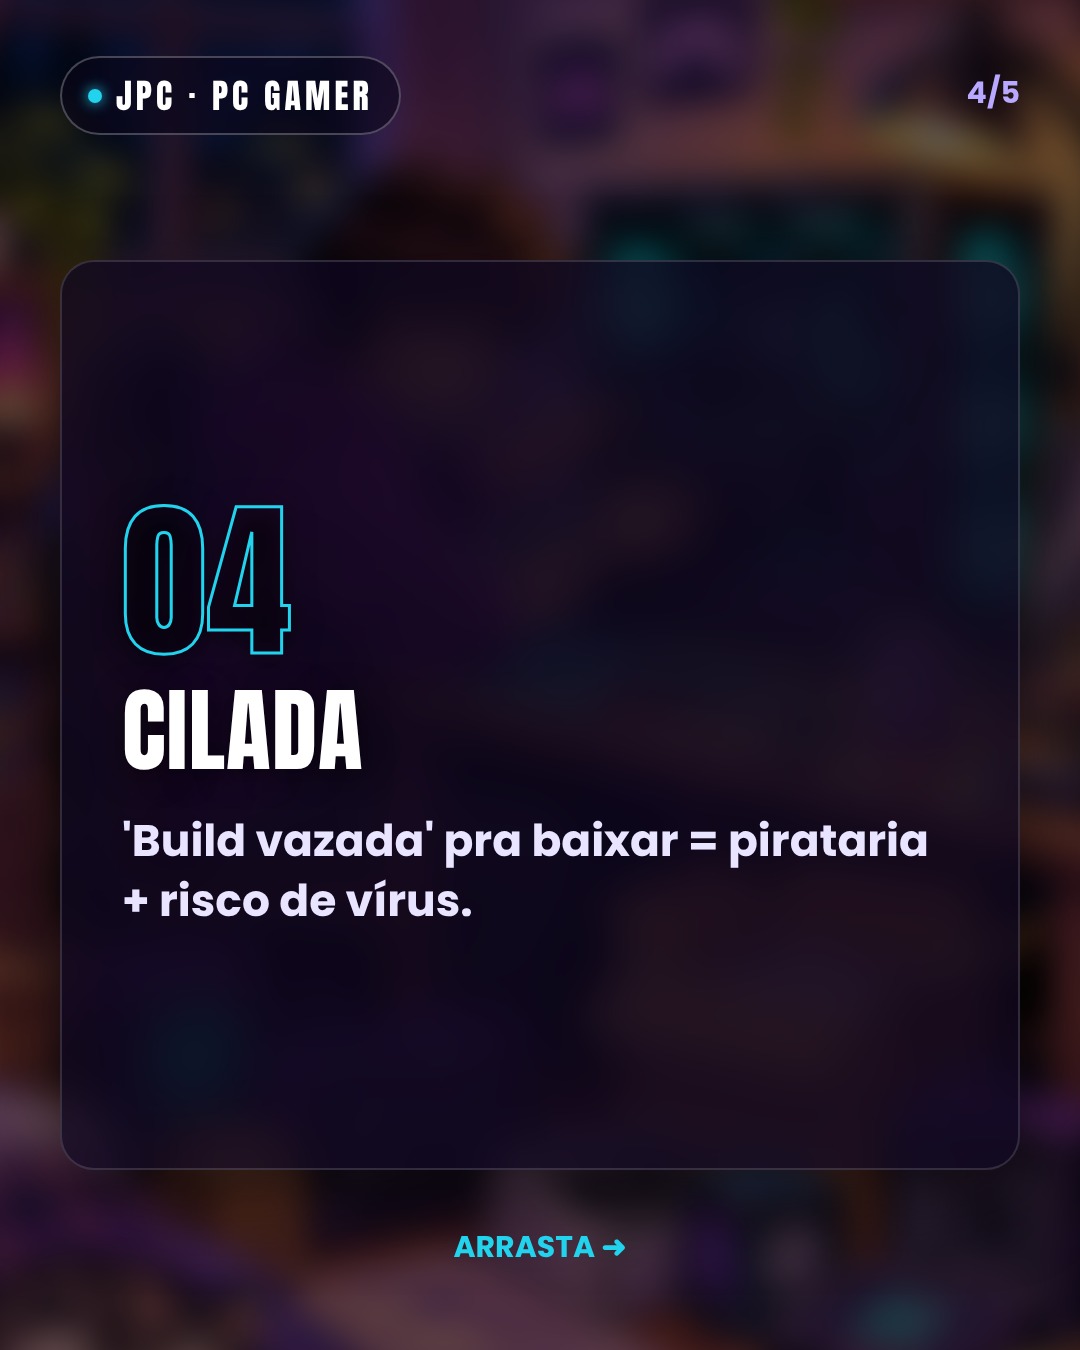 JPC · PC GAMER
4/5
04
CILADA
'Build vazada' pra baixar = pirataria
+ risco de vírus.
ARRASTA ➜